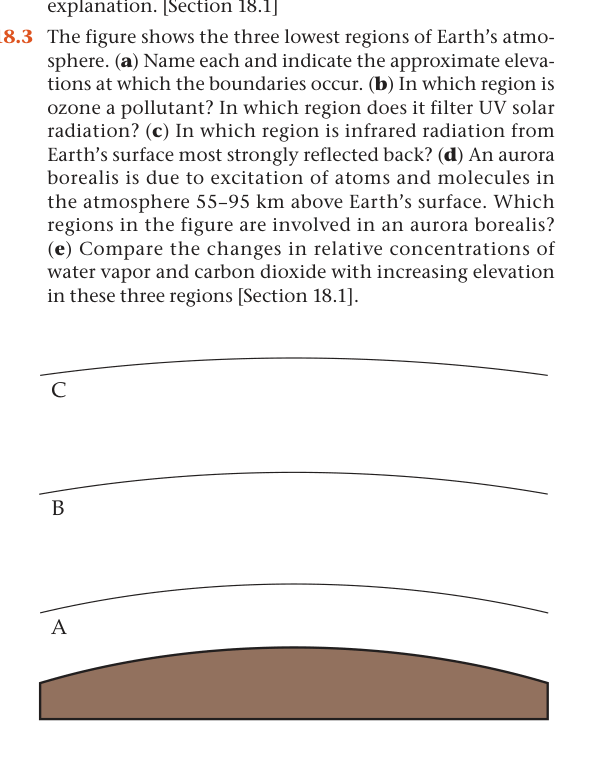 explanation. [Section 18.1]
18.3 The figure shows the three lowest regions of Earth's atmo-
sphere. (a) Name each and indicate the approximate eleva-
tions at which the boundaries occur. (b) In which region is
ozone a pollutant? In which region does it filter UV solar
radiation? (c) In which region is infrared radiation from
Earth's surface most strongly reflected back? (d) An aurora
borealis is due to excitation of atoms and molecules in
the atmosphere 55–95 km above Earth's surface. Which
regions in the figure are involved in an aurora borealis?
(e) Compare the changes in relative concentrations of
water vapor and carbon dioxide with increasing elevation
in these three regions [Section 18.1].
C
B
A